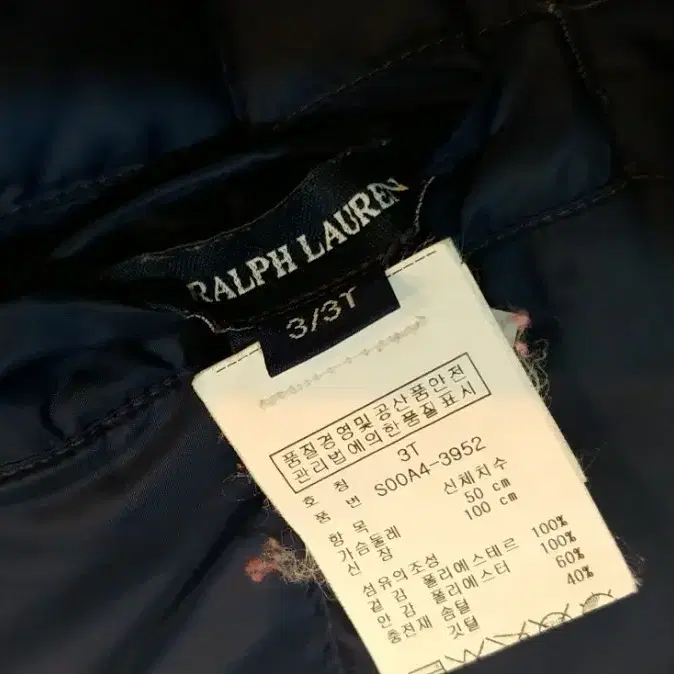 RALPH LAUREN
3/3T
품질경영및공산품안전
관리법에의한품질표시
호 칭 3T
품 번 S00A4-3952
항 목 신체치수
가슴둘레 50 cm
신 장 100 cm
섬유의조성
겉감 폴리에스테르 100%
안감 폴리에스터 100%
충전재 솜털 60%
깃털 40%